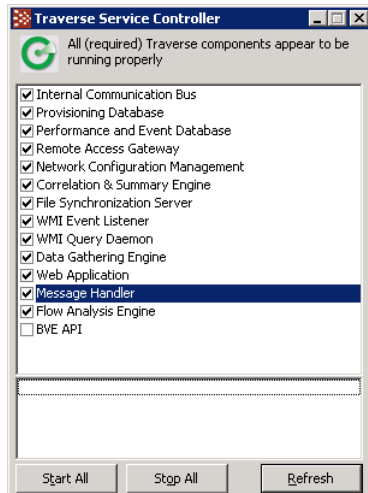 Traverse Service Controller
All (required) Traverse components appear to be
running properly
Internal Communication Bus
Provisioning Database
Performance and Event Database
Remote Access Gateway
Network Configuration Management
Correlation & Summary Engine
File Synchronization Server
WMI Event Listener
WMI Query Daemon
Data Gathering Engine
Web Application
Message Handler
Flow Analysis Engine
BVE API
Start All Stop All Refresh